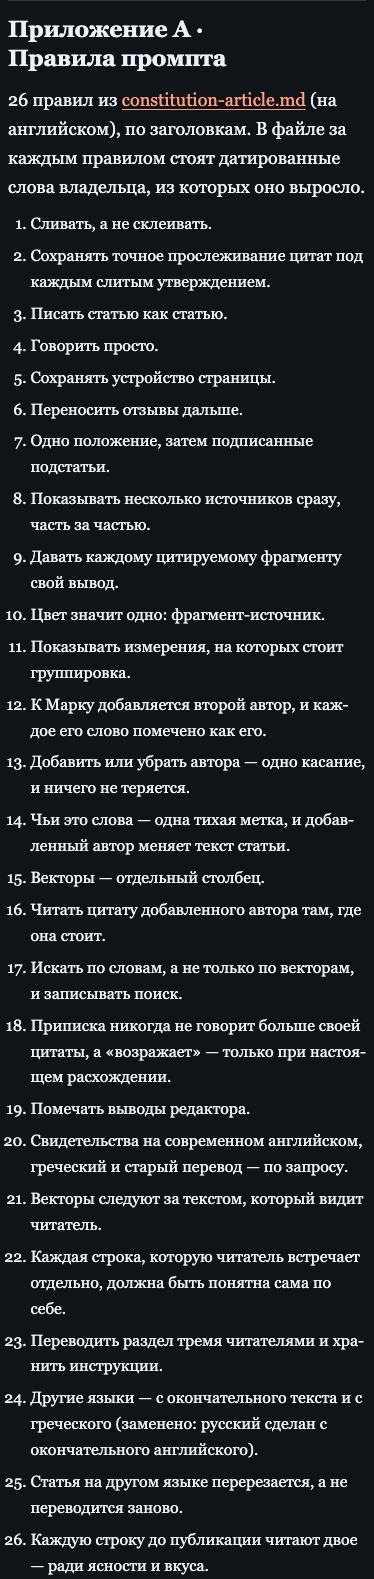 Приложение А ·
Правила промпта
26 правил из constitution-article.md (на
английском), по заголовкам. В файле за
каждым правилом стоят датированные
слова владельца, из которых оно выросло.
1. Сливать, а не склеивать.
2. Сохранять точное прослеживание цитат под
каждым слитым утверждением.
3. Писать статью как статью.
4. Говорить просто.
5. Сохранять устройство страницы.
6. Переносить отзывы дальше.
7. Одно положение, затем подписанные
подстатьи.
8. Показывать несколько источников сразу,
часть за частью.
9. Давать каждому цитируемому фрагменту
свой вывод.
10. Цвет значит одно: фрагмент-источник.
11. Показывать измерения, на которых стоит
группировка.
12. К Марку добавляется второй автор, и каж-
дое его слово помечено как его.
13. Добавить или убрать автора — одно касание,
и ничего не теряется.
14. Чьи это слова — одна тихая метка, и добав-
ленный автор меняет текст статьи.
15. Векторы — отдельный столбец.
16. Читать цитату добавленного автора там, где
она стоит.
17. Искать по словам, а не только по векторам,
и записывать поиск.
18. Приписка никогда не говорит больше своей
цитаты, а «возражает» — только при настоя-
щем расхождении.
19. Помечать выводы редактора.
20. Свидетельства на современном английском,
греческий и старый перевод — по запросу.
21. Векторы следуют за текстом, который видит
читатель.
22. Каждая строка, которую читатель встречает
отдельно, должна быть понятна сама по
себе.
23. Переводить раздел тремя читателями и хра-
нить инструкции.
24. Другие языки — с окончательного текста и с
греческого (заменено: русский сделан с
окончательного английского).
25. Статья на другом языке перерезается, а не
переводится заново.
26. Каждую строку до публикации читают двое
— ради ясности и вкуса.